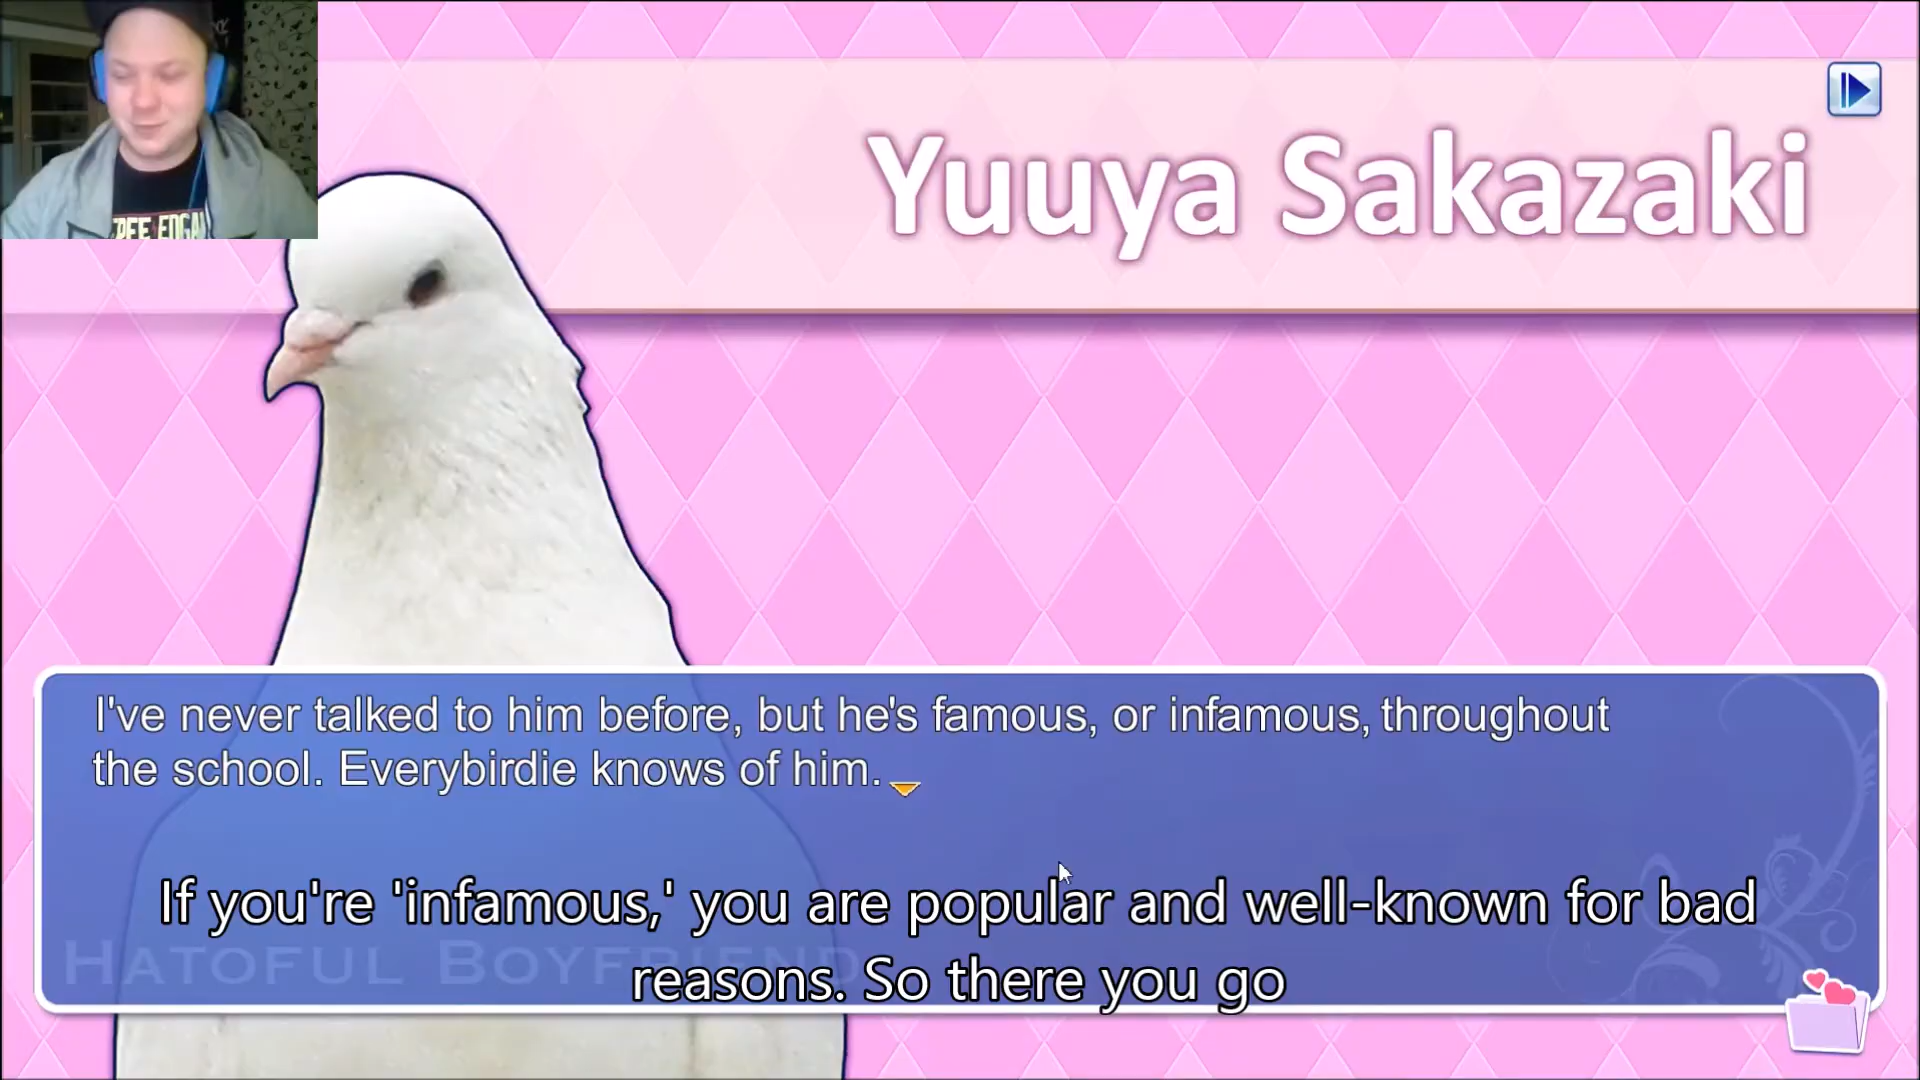 FREE EDGA
Yuuya Sakazaki
I've never talked to him before, but he's famous, or infamous, throughout
the school. Everybirdie knows of him.
If you're 'infamous,' you are popular and well-known for bad
HATOFUL BOYFRIEND
reasons. So there you go